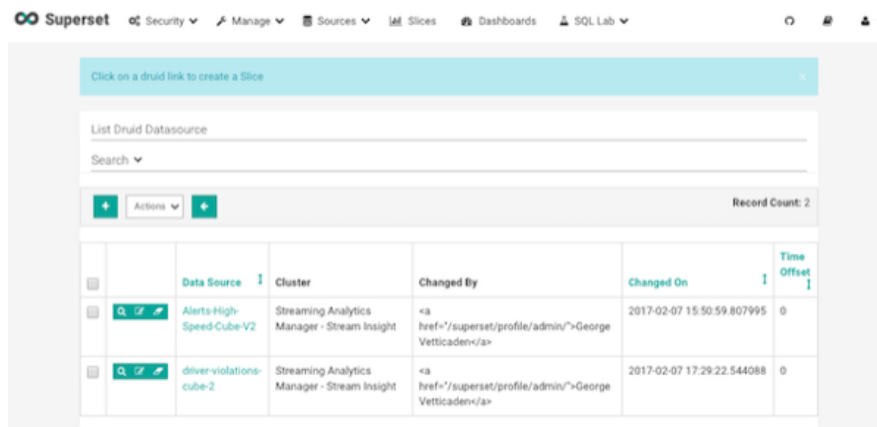 Superset Security Manage Sources Slices Dashboards SQL Lab
Click on a druid link to create a Slice ×
List Druid Datasource
Search
+ Actions Record Count: 2
Data Source Cluster Changed By Changed On Time Offset
Alerts-High-Speed-Cube-V2 Streaming Analytics Manager - Stream Insight <a href="/superset/profile/admin/">George Vetticaden</a> 2017-02-07 15:50:59.807995 0
driver-violations-cube-2 Streaming Analytics Manager - Stream Insight <a href="/superset/profile/admin/">George Vetticaden</a> 2017-02-07 17:29:22.544088 0